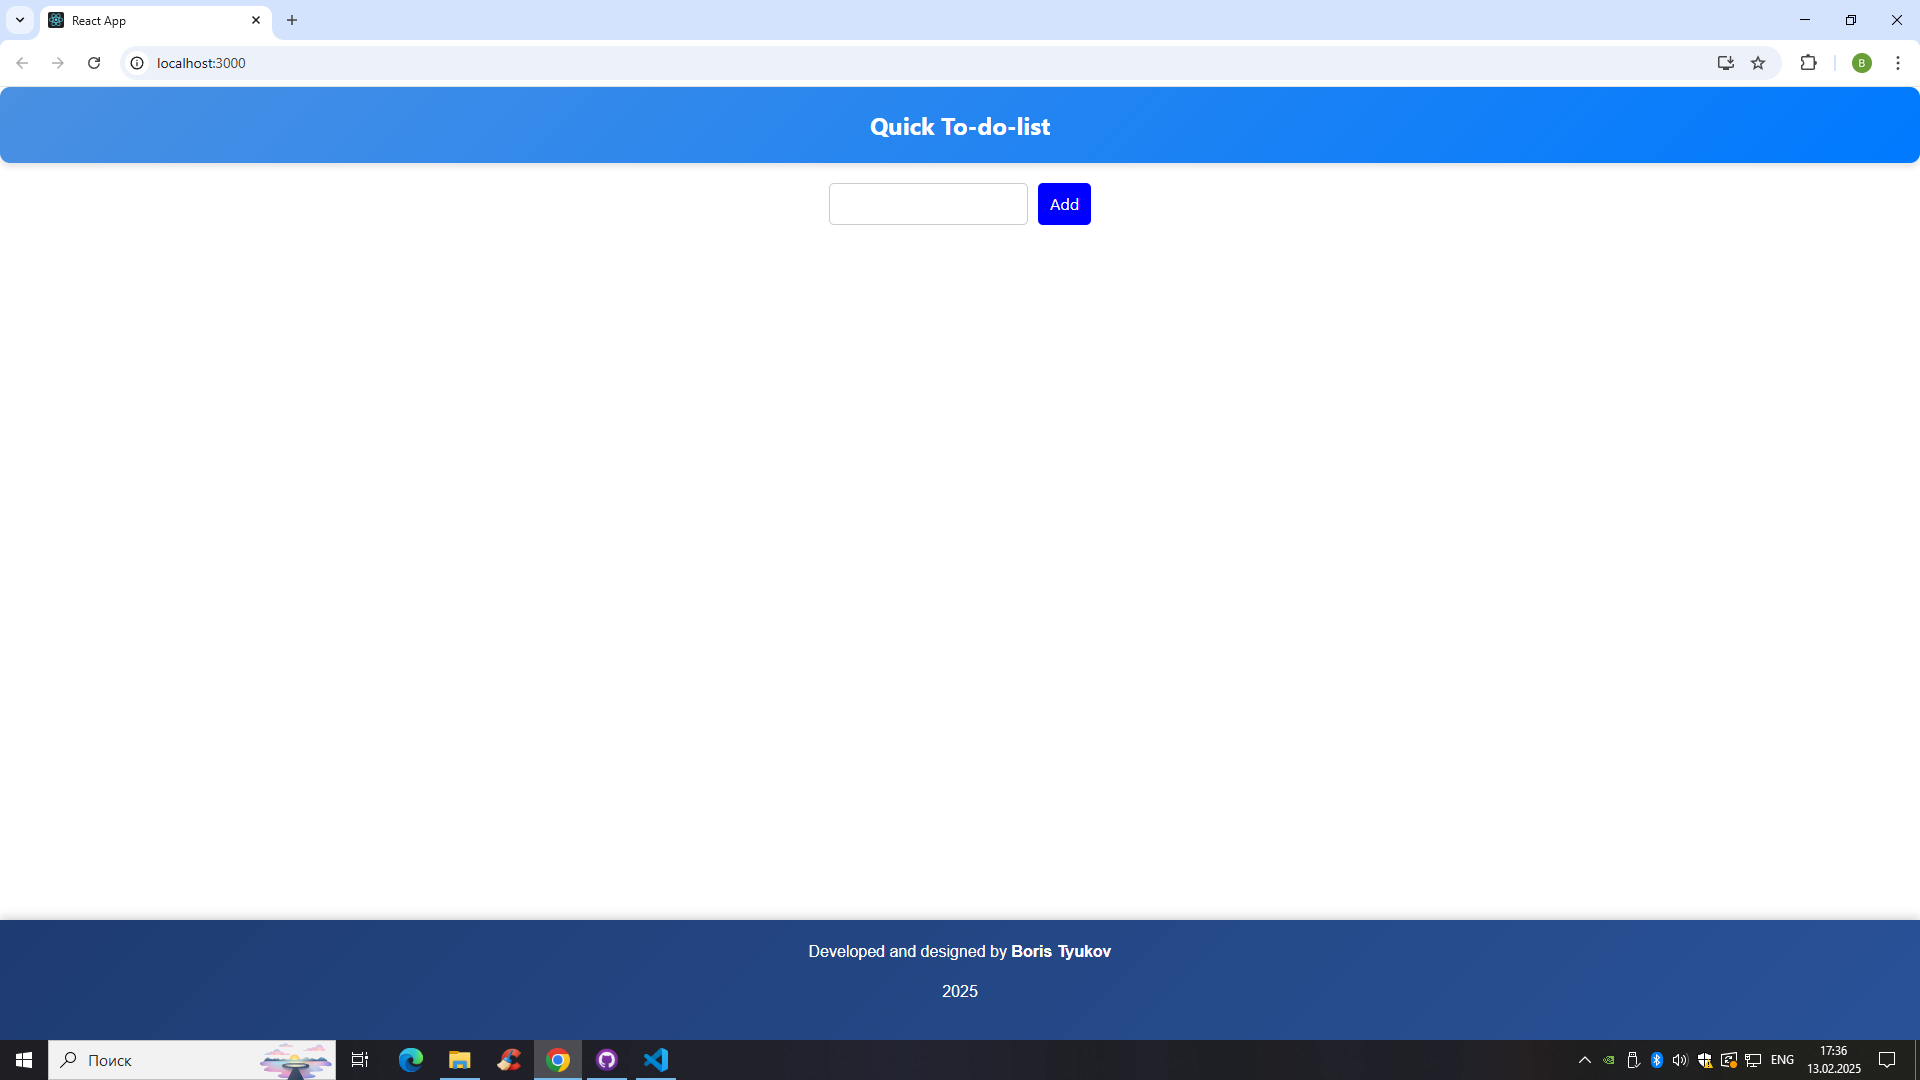 React App
localhost:3000
B
Quick To-do-list
Add
Developed and designed by Boris Tyukov
2025
Поиск
ENG
17:36
13.02.2025